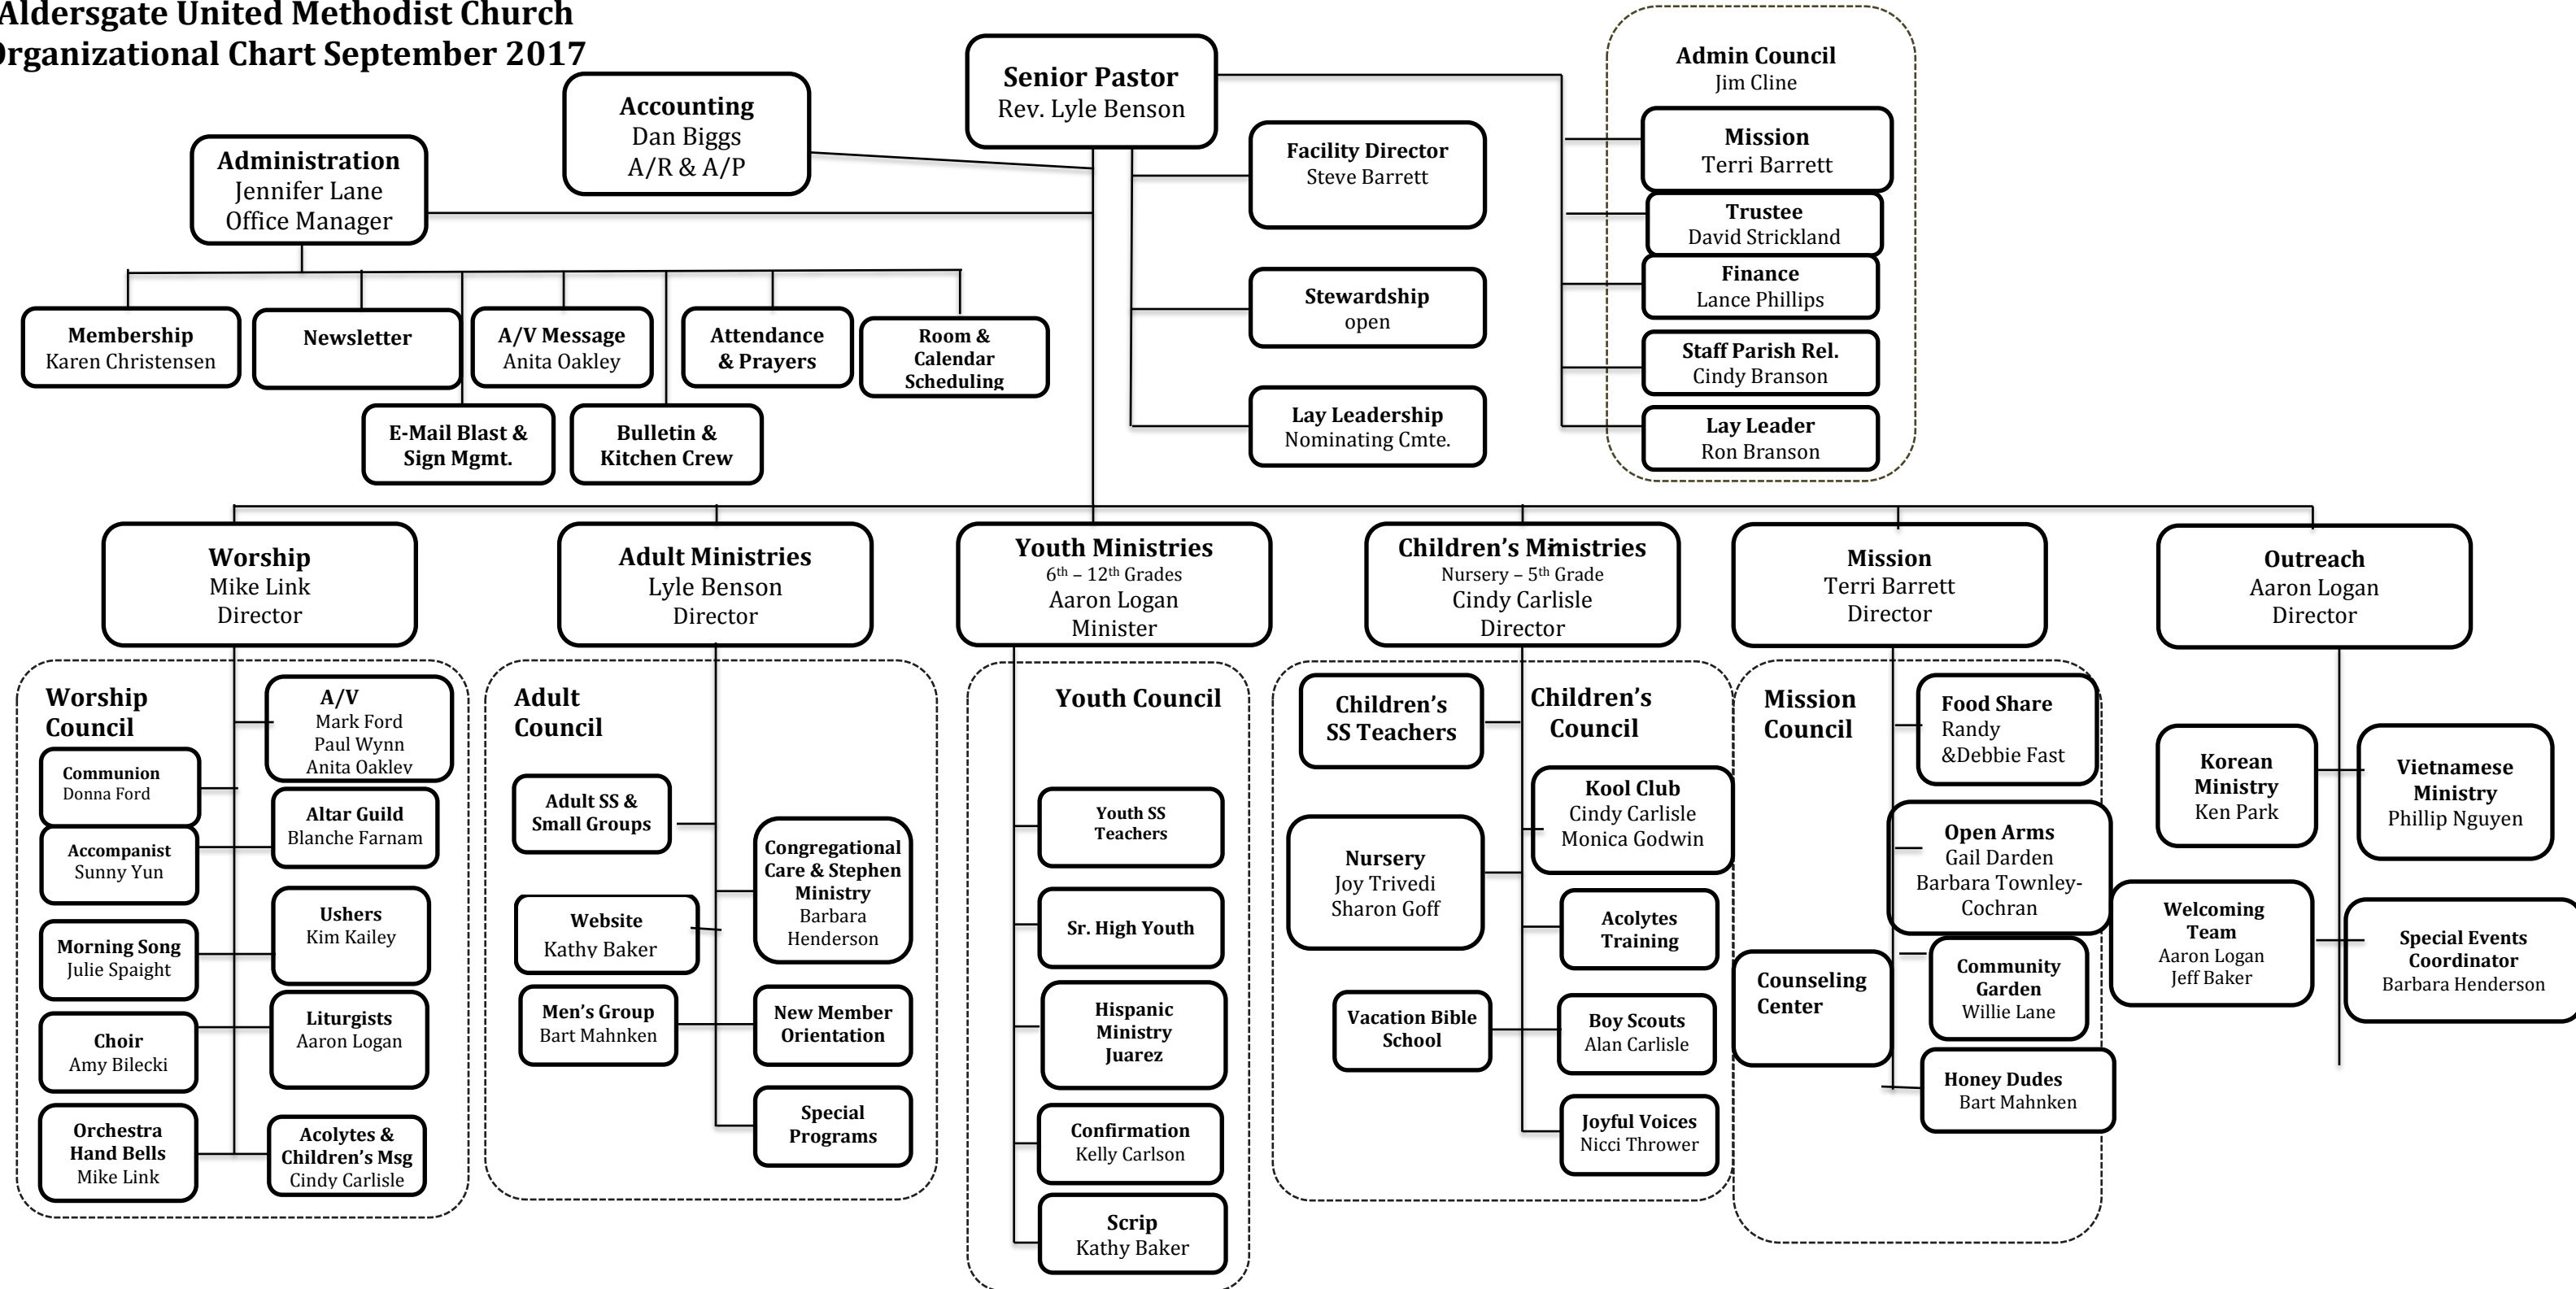 Aldersgate United Methodist Church
Organizational Chart September 2017
Senior Pastor
Rev. Lyle Benson
Accounting
Dan Biggs
A/R & A/P
Administration
Jennifer Lane
Office Manager
Facility Director
Steve Barrett
Stewardship
open
Lay Leadership
Nominating Cmte.
Admin Council
Jim Cline
Mission
Terri Barrett
Trustee
David Strickland
Finance
Lance Phillips
Staff Parish Rel.
Cindy Branson
Lay Leader
Ron Branson
Membership
Karen Christensen
Newsletter
A/V Message
Anita Oakley
Attendance
& Prayers
Room &
Calendar
Scheduling
E-Mail Blast &
Sign Mgmt.
Bulletin &
Kitchen Crew
Worship
Mike Link
Director
Adult Ministries
Lyle Benson
Director
Youth Ministries
6th – 12th Grades
Aaron Logan
Minister
Children's Ministries
Nursery – 5th Grade
Cindy Carlisle
Director
Mission
Terri Barrett
Director
Outreach
Aaron Logan
Director
Worship
Council
A/V
Mark Ford
Paul Wynn
Anita Oakley
Communion
Donna Ford
Altar Guild
Blanche Farnam
Accompanist
Sunny Yun
Ushers
Kim Kailey
Morning Song
Julie Spaight
Liturgists
Aaron Logan
Choir
Amy Bilecki
Orchestra
Hand Bells
Mike Link
Acolytes &
Children's Msg
Cindy Carlisle
Adult
Council
Adult SS &
Small Groups
Congregational
Care & Stephen
Ministry
Barbara
Henderson
Website
Kathy Baker
Men's Group
Bart Mahnken
New Member
Orientation
Special
Programs
Youth Council
Youth SS
Teachers
Sr. High Youth
Hispanic
Ministry
Juarez
Confirmation
Kelly Carlson
Scrip
Kathy Baker
Children's
SS Teachers
Children's
Council
Kool Club
Cindy Carlisle
Monica Godwin
Nursery
Joy Trivedi
Sharon Goff
Acolytes
Training
Vacation Bible
School
Boy Scouts
Alan Carlisle
Joyful Voices
Nicci Thrower
Mission
Council
Food Share
Randy
&Debbie Fast
Open Arms
Gail Darden
Barbara Townley-
Cochran
Counseling
Center
Community
Garden
Willie Lane
Honey Dudes
Bart Mahnken
Korean
Ministry
Ken Park
Vietnamese
Ministry
Phillip Nguyen
Welcoming
Team
Aaron Logan
Jeff Baker
Special Events
Coordinator
Barbara Henderson